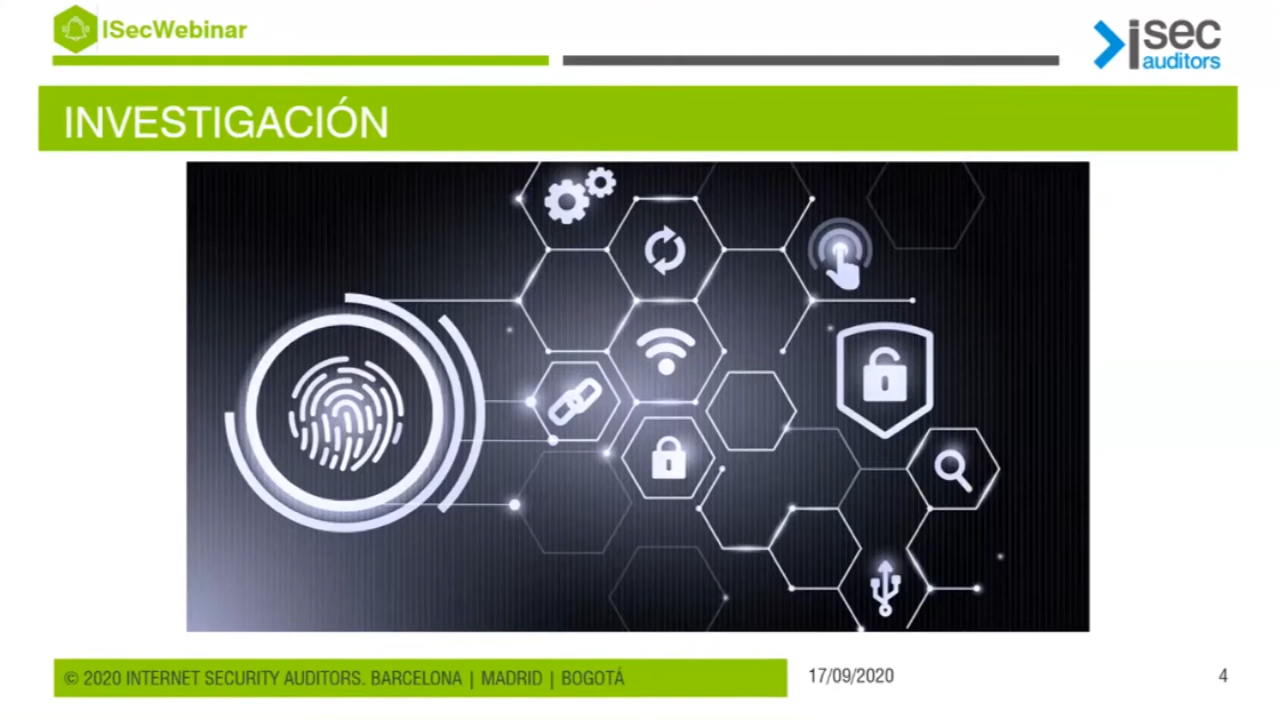 ISecWebinar
isec
auditors
INVESTIGACIÓN
© 2020 INTERNET SECURITY AUDITORS. BARCELONA | MADRID | BOGOTÁ
17/09/2020
4